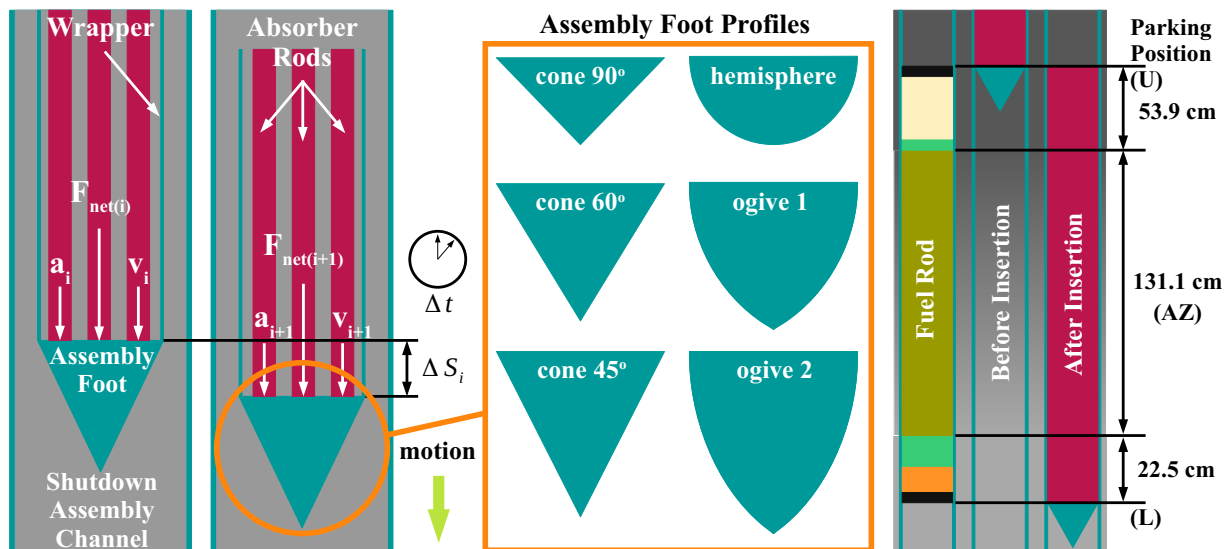 Wrapper
F net(i)
a i
v i
Assembly
Foot
Shutdown
Assembly
Channel
Absorber
Rods
F net(i+1)
a i+1
v i+1
Δ t
Δ S i
motion
Assembly Foot Profiles
cone 90°
hemisphere
cone 60°
ogive 1
cone 45°
ogive 2
Fuel Rod
Before Insertion
After Insertion
Parking
Position
(U)
53.9 cm
131.1 cm
(AZ)
22.5 cm
(L)